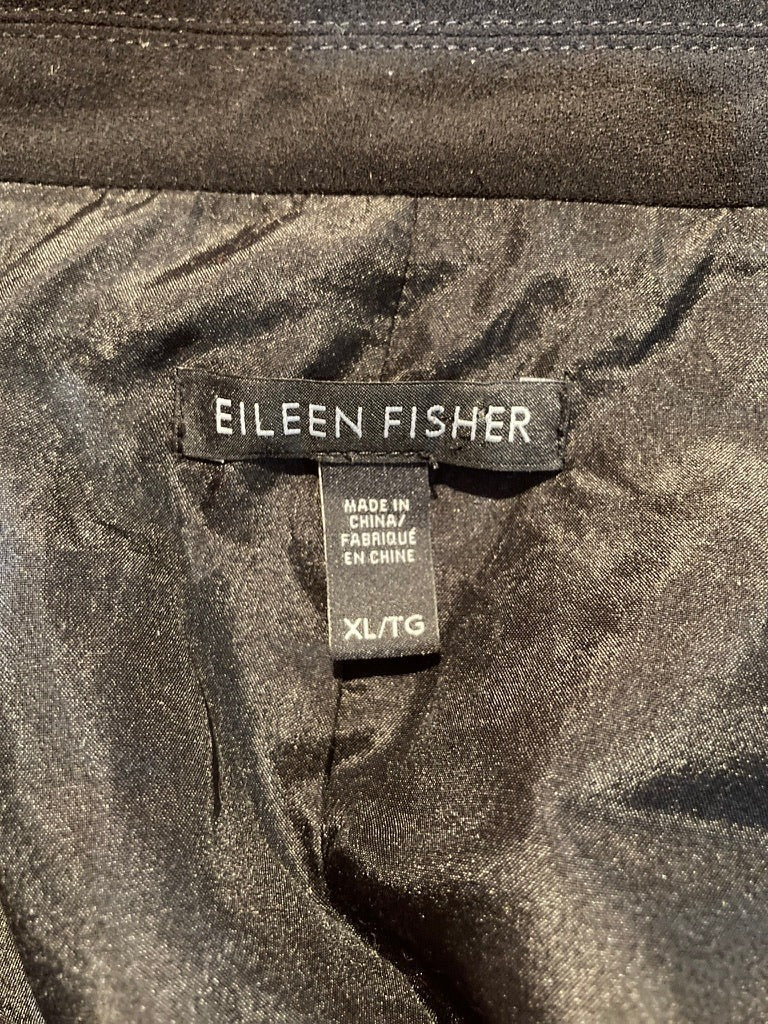 EILEEN FISHER
MADE IN
CHINA/
FABRIQUÉ
EN CHINE
XL/TG